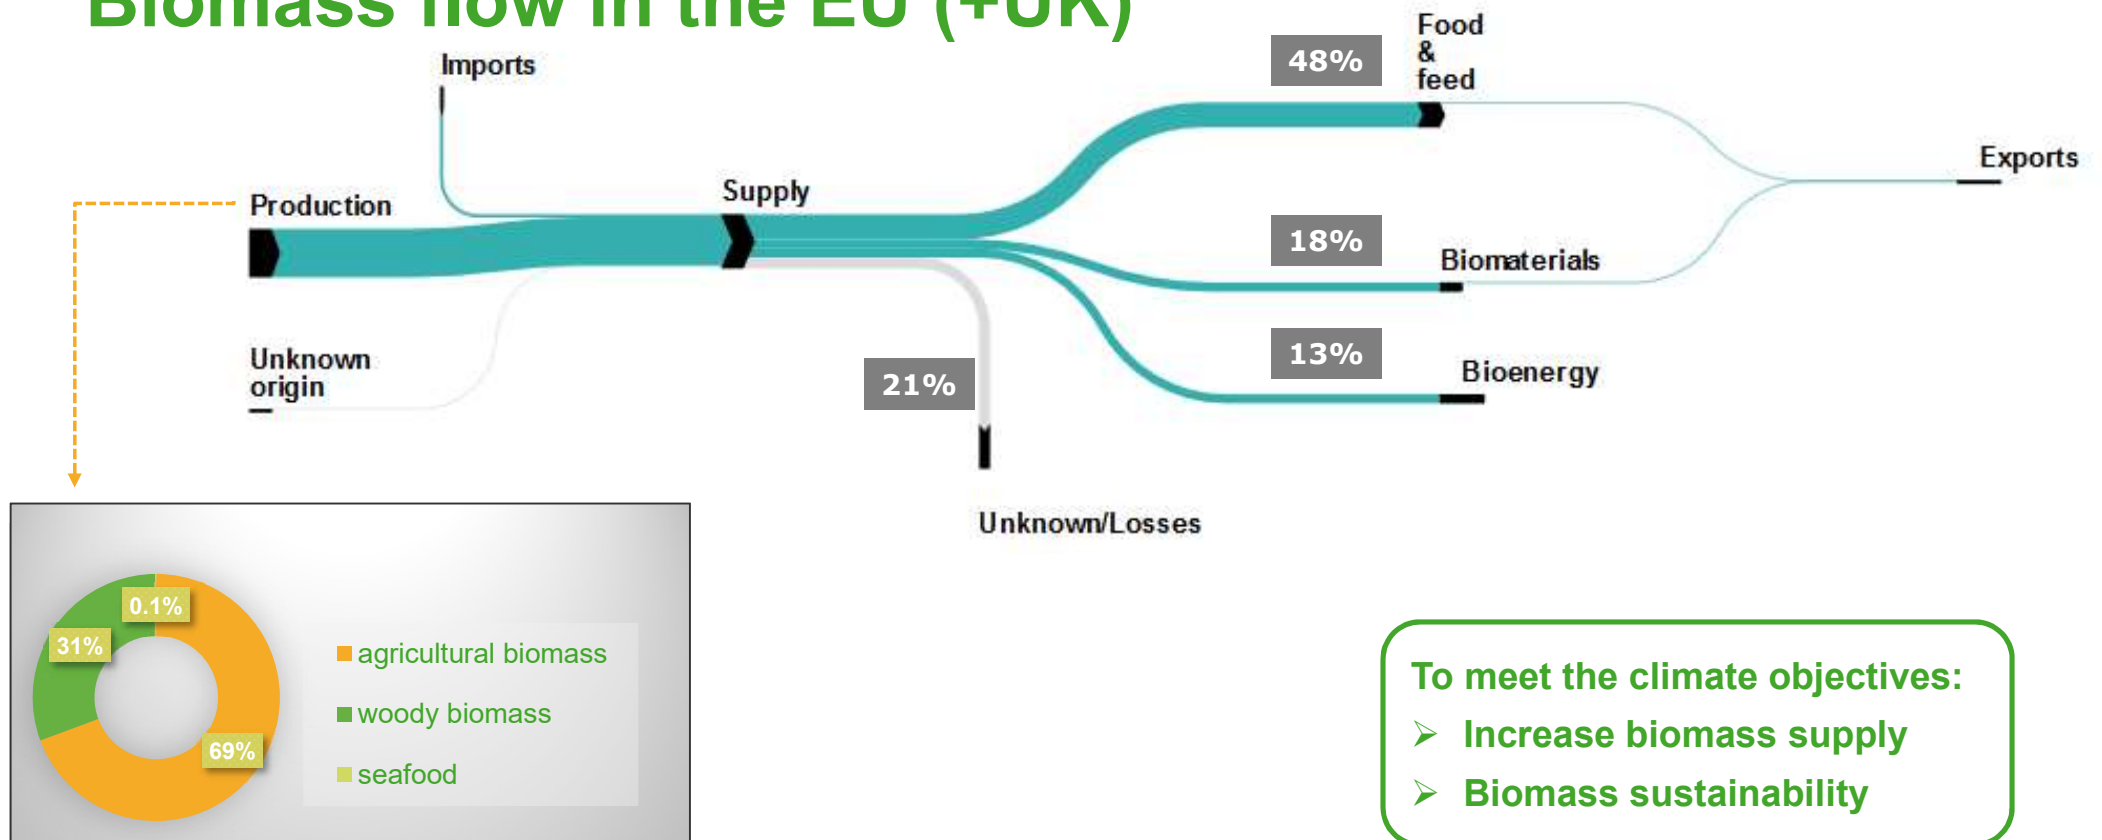 Biomass flow in the EU (+UK)
Imports
48%
Food
&
feed
Exports
Production
Supply
18%
Biomaterials
Unknown
origin
21%
13%
Bioenergy
Unknown/Losses
0.1%
31%
69%
agricultural biomass
woody biomass
seafood
To meet the climate objectives:
➢ Increase biomass supply
➢ Biomass sustainability